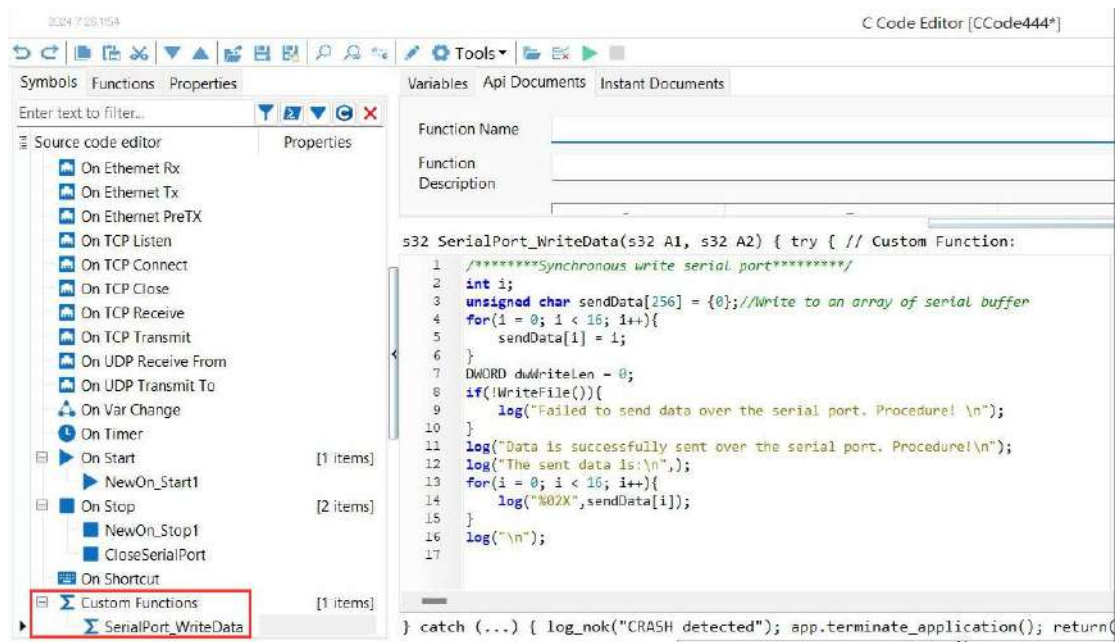 2024.7.26.1154
C Code Editor [CCode444*]
Tools
Symbols Functions Properties
Variables Api Documents Instant Documents
Enter text to filter...
Function Name
Source code editor Properties
Function
Description
On Ethernet Rx
On Ethernet Tx
On Ethernet PreTX
On TCP Listen
On TCP Connect
On TCP Close
On TCP Receive
On TCP Transmit
On UDP Receive From
On UDP Transmit To
On Var Change
On Timer
On Start [1 items]
NewOn_Start1
On Stop [2 items]
NewOn_Stop1
CloseSerialPort
On Shortcut
Custom Functions [1 items]
SerialPort_WriteData
s32 SerialPort_WriteData(s32 A1, s32 A2) { try { // Custom Function:
1 /********Synchronous write serial port*********/
2 int i;
3 unsigned char sendData[256] = {0};//Write to an array of serial buffer
4 for(i = 0; i < 16; i++){
5 sendData[i] = i;
6 }
7 DWORD dwWriteLen = 0;
8 if(!WriteFile()){
9 log("Failed to send data over the serial port. Procedure! \n");
10 }
11 log("Data is successfully sent over the serial port. Procedure!\n");
12 log("The sent data is:\n",);
13 for(i = 0; i < 16; i++){
14 log("%02X",sendData[i]);
15 }
16 log("\n");
17
} catch (...) { log_nok("CRASH detected"); app.terminate_application(); return